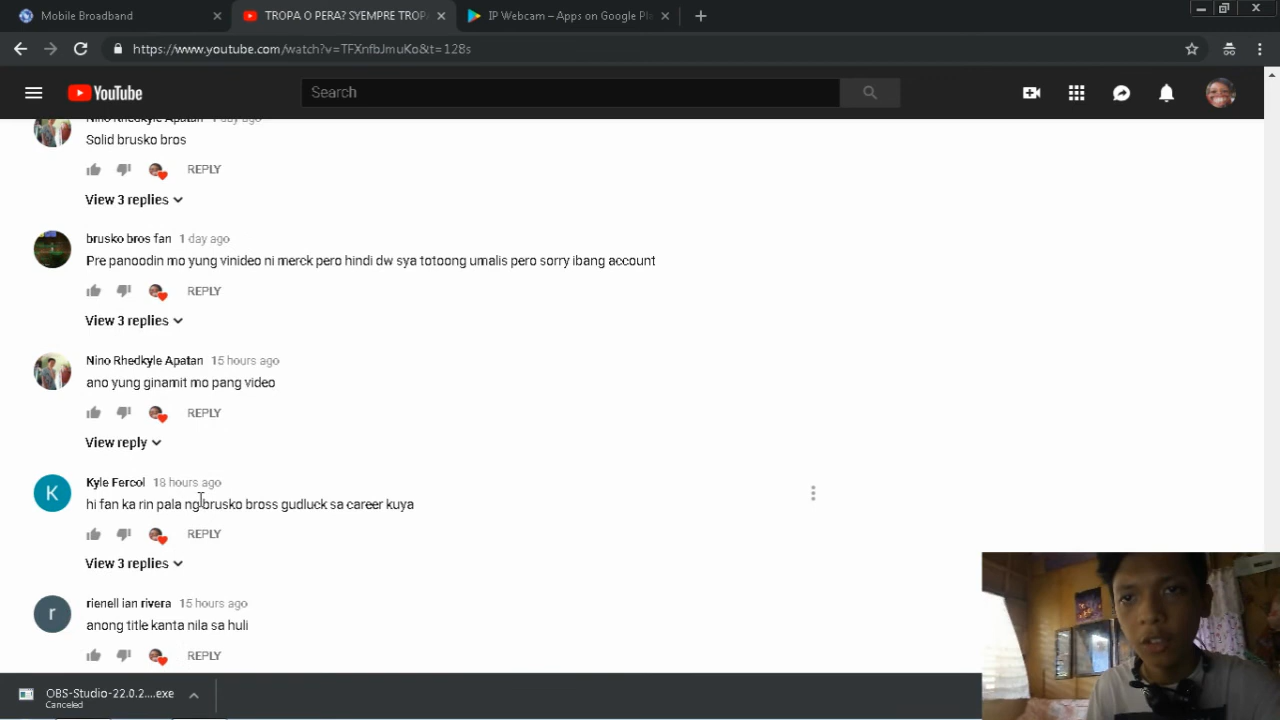 Mobile Broadband
TROPA O PERA? SYEMPRE TROP
IP Webcam – Apps on Google Pl
https://www.youtube.com/watch?v=TFXnfbJmuKo&t=128s
YouTube
Search
Nino Rhedkyle Apatan 1 day ago
Solid brusko bros
REPLY
View 3 replies
brusko bros fan 1 day ago
Pre panoodin mo yung vinideo ni merck pero hindi dw sya totoong umalis pero sorry ibang account
REPLY
View 3 replies
Nino Rhedkyle Apatan 15 hours ago
ano yung ginamit mo pang video
REPLY
View reply
K
Kyle Fercol 18 hours ago
hi fan ka rin pala ng brusko bross gudluck sa career kuya
REPLY
View 3 replies
r
rienell ian rivera 15 hours ago
anong title kanta nila sa huli
REPLY
OBS-Studio-22.0.2....exe
Canceled